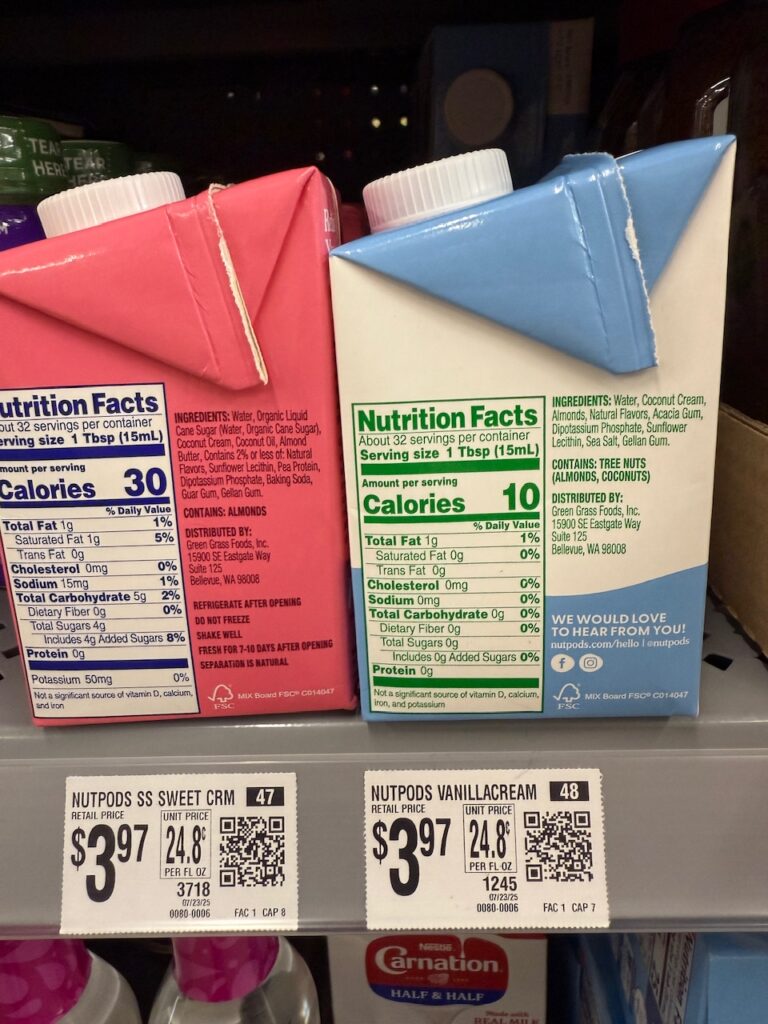 TEAR
HERE
TEAR
HERE
utrition Facts
out 32 servings per container
erving size 1 Tbsp (15mL)
mount per serving
Calories 30
% Daily Value
Total Fat 1g 1%
Saturated Fat 1g 5%
Trans Fat 0g
Cholesterol 0mg 0%
Sodium 15mg 1%
Total Carbohydrate 5g 2%
Dietary Fiber 0g 0%
Total Sugars 4g
Includes 4g Added Sugars 8%
Protein 0g
Potassium 50mg 0%
Not a significant source of vitamin D, calcium,
and iron
INGREDIENTS: Water, Organic Liquid
Cane Sugar (Water, Organic Cane Sugar),
Coconut Cream, Coconut Oil, Almond
Butter, Contains 2% or less of: Natural
Flavors, Sunflower Lecithin, Pea Protein,
Dipotassium Phosphate, Baking Soda,
Guar Gum, Gellan Gum.
CONTAINS: ALMONDS
DISTRIBUTED BY:
Green Grass Foods, Inc.
15900 SE Eastgate Way
Suite 125
Bellevue, WA 98008
REFRIGERATE AFTER OPENING
DO NOT FREEZE
SHAKE WELL
FRESH FOR 7-10 DAYS AFTER OPENING
SEPARATION IS NATURAL
FSC
MIX Board FSC® C014047
Nutrition Facts
About 32 servings per container
Serving size 1 Tbsp (15mL)
Amount per serving
Calories 10
% Daily Value
Total Fat 1g 1%
Saturated Fat 0g 0%
Trans Fat 0g
Cholesterol 0mg 0%
Sodium 0mg 0%
Total Carbohydrate 0g 0%
Dietary Fiber 0g 0%
Total Sugars 0g
Includes 0g Added Sugars 0%
Protein 0g
Not a significant source of vitamin D, calcium,
iron, and potassium
INGREDIENTS: Water, Coconut Cream,
Almonds, Natural Flavors, Acacia Gum,
Dipotassium Phosphate, Sunflower
Lecithin, Sea Salt, Gellan Gum.
CONTAINS: TREE NUTS
(ALMONDS, COCONUTS)
DISTRIBUTED BY:
Green Grass Foods, Inc.
15900 SE Eastgate Way
Suite 125
Bellevue, WA 98008
WE WOULD LOVE
TO HEAR FROM YOU!
nutpods.com/hello | @nutpods
FSC
MIX Board FSC® C014047
NUTPODS SS SWEET CRM 47
RETAIL PRICE
$3.97
UNIT PRICE
24.8¢
PER FL OZ
3718
07/23/25
0080-0006
FAC 1 CAP 8
NUTPODS VANILLACREAM 48
RETAIL PRICE
$3.97
UNIT PRICE
24.8¢
PER FL OZ
1245
07/23/25
0080-0006
FAC 1 CAP 7
Nestlé
Carnation
HALF & HALF
Made with
REAL MILK